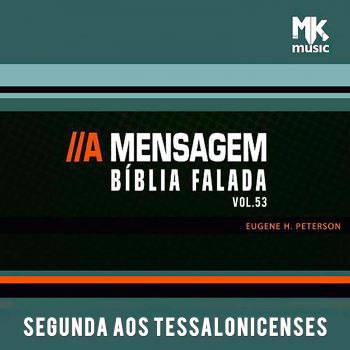 MK
music
//A MENSAGEM
BÍBLIA FALADA
VOL.53
EUGENE H. PETERSON
SEGUNDA AOS TESSALONICENSES